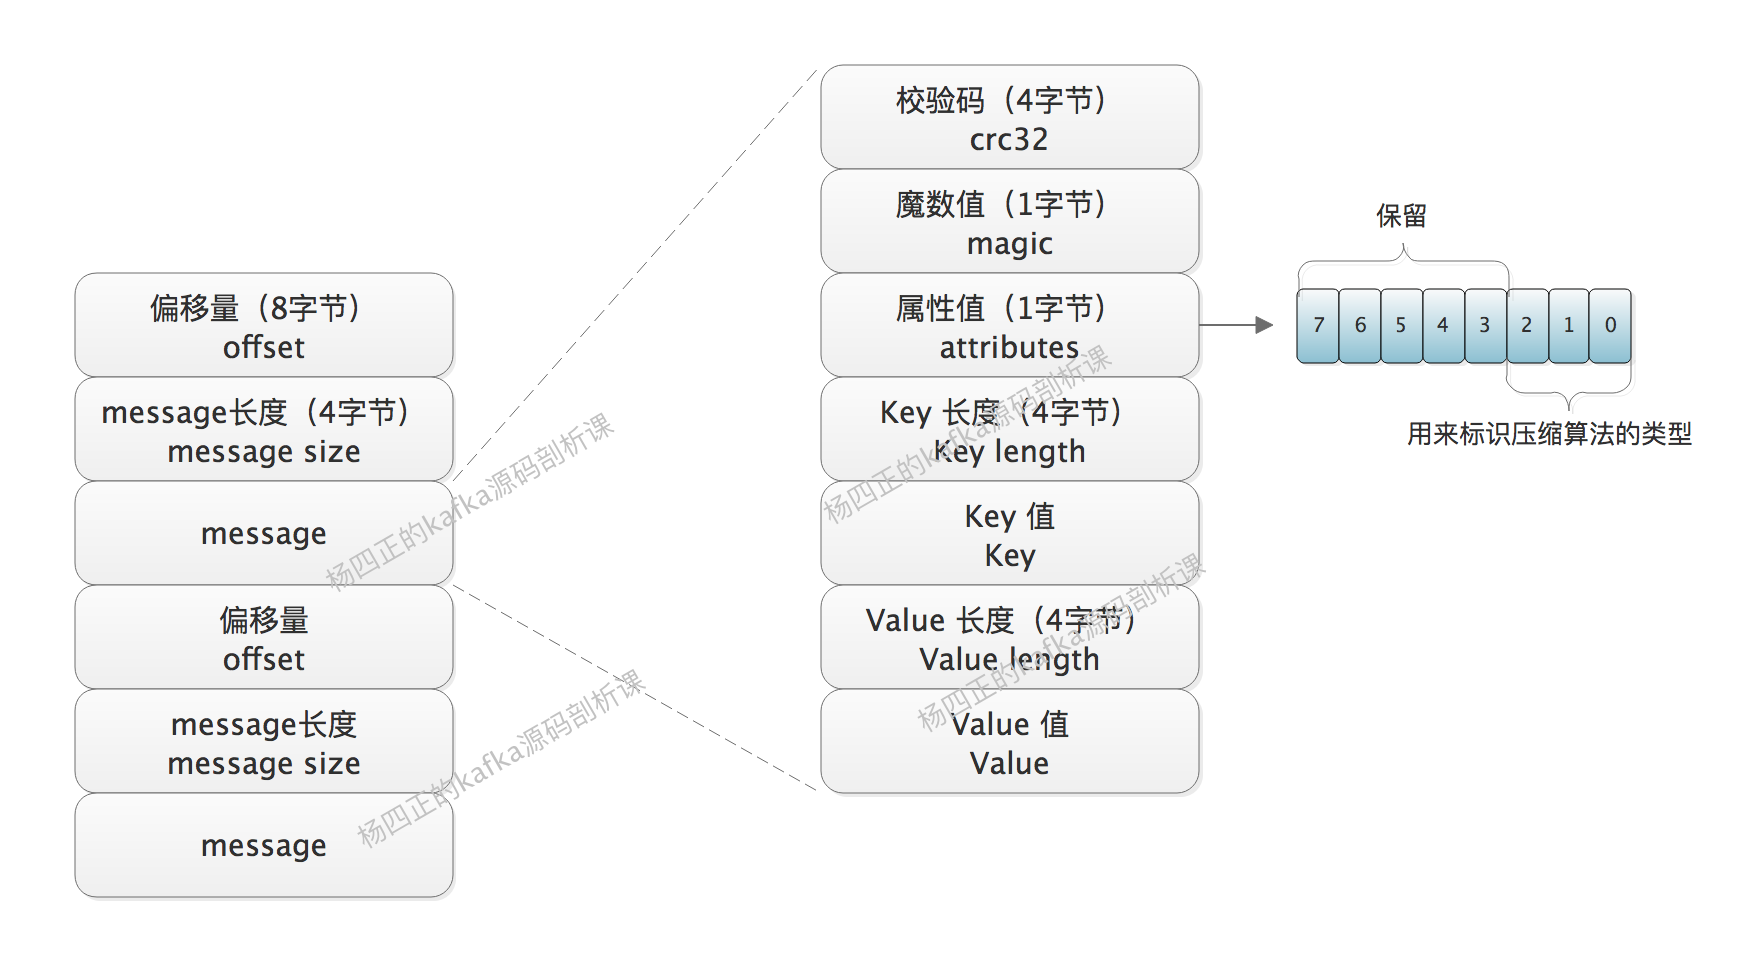 偏移量（8字节）
offset
message长度（4字节）
message size
message
偏移量
offset
message长度
message size
message
校验码（4字节）
crc32
魔数值（1字节）
magic
属性值（1字节）
attributes
Key 长度（4字节）
Key length
Key 值
Key
Value 长度（4字节）
Value length
Value 值
Value
保留
7 6 5 4 3 2 1 0
用来标识压缩算法的类型
杨四正的kafka源码剖析课
杨四正的kafka源码剖析课
杨四正的kafka源码剖析课
杨四正的kafka源码剖析课